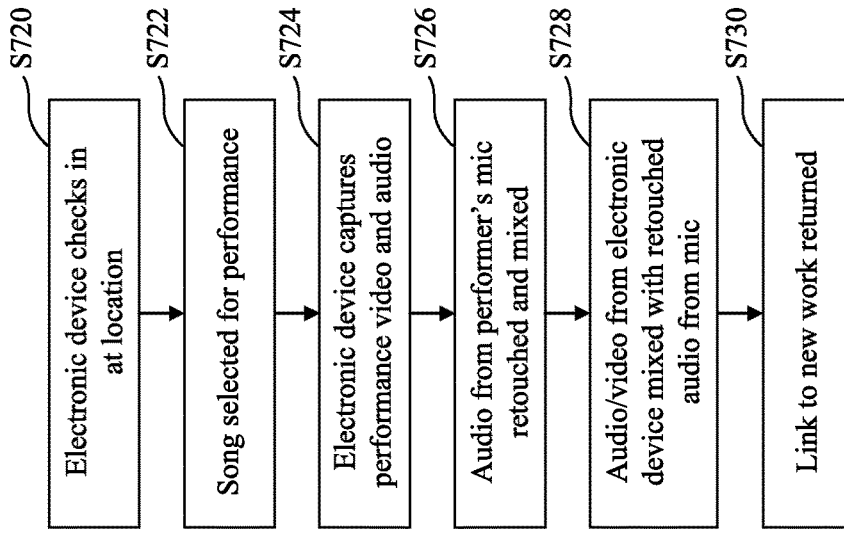 S720
Electronic device checks in
at location
S722
Song selected for performance
S724
Electronic device captures
performance video and audio
S726
Audio from performer's mic
retouched and mixed
S728
Audio/video from electronic
device mixed with retouched
audio from mic
S730
Link to new work returned